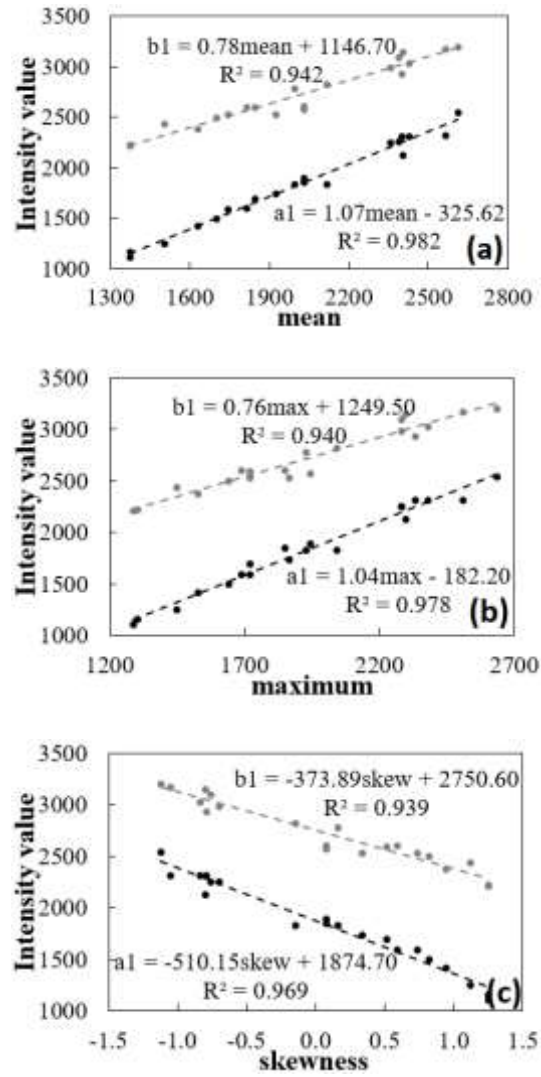 3500
b1 = 0.78mean + 1146.70
3000
R² = 0.942
2500
Intensity value
2000
1500
a1 = 1.07mean - 325.62
R² = 0.982
(a)
1000
1300 1600 1900 2200 2500 2800
mean
3500
b1 = 0.76max + 1249.50
3000
R² = 0.940
2500
Intensity value
2000
1500
a1 = 1.04max - 182.20
R² = 0.978
(b)
1000
1200 1700 2200 2700
maximum
3500
b1 = -373.89skew + 2750.60
3000
R² = 0.939
2500
Intensity value
2000
1500
a1 = -510.15skew + 1874.70
R² = 0.969
(c)
1000
-1.5 -1.0 -0.5 0.0 0.5 1.0 1.5
skewness